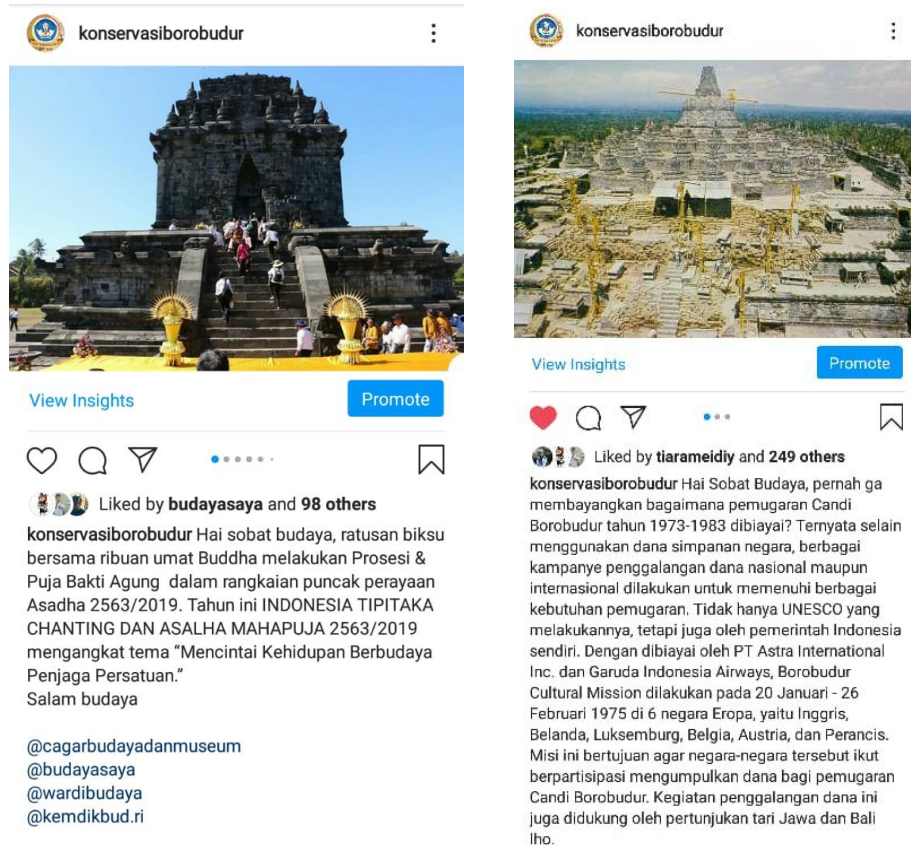 konservasiborobudur
View Insights
Promote
Liked by budayasaya and 98 others
konservasiborobudur Hai sobat budaya, ratusan biksu
bersama ribuan umat Buddha melakukan Prosesi &
Puja Bakti Agung dalam rangkaian puncak perayaan
Asadha 2563/2019. Tahun ini INDONESIA TIPITAKA
CHANTING DAN ASALHA MAHAPUJA 2563/2019
mengangkat tema “Mencintai Kehidupan Berbudaya
Penjaga Persatuan.”
Salam budaya
@cagarbudayadanmuseum
@budayasaya
@wardibudaya
@kemdikbud.ri
konservasiborobudur
View Insights
Promote
Liked by tiarameidiy and 249 others
konservasiborobudur Hai Sobat Budaya, pernah ga
membayangkan bagaimana pemugaran Candi
Borobudur tahun 1973-1983 dibiayai? Ternyata selain
menggunakan dana simpanan negara, berbagai
kampanye penggalangan dana nasional maupun
internasional dilakukan untuk memenuhi berbagai
kebutuhan pemugaran. Tidak hanya UNESCO yang
melakukannya, tetapi juga oleh pemerintah Indonesia
sendiri. Dengan dibiayai oleh PT Astra International
Inc. dan Garuda Indonesia Airways, Borobudur
Cultural Mission dilakukan pada 20 Januari - 26
Februari 1975 di 6 negara Eropa, yaitu Inggris,
Belanda, Luksemburg, Belgia, Austria, dan Perancis.
Misi ini bertujuan agar negara-negara tersebut ikut
berpartisipasi mengumpulkan dana bagi pemugaran
Candi Borobudur. Kegiatan penggalangan dana ini
juga didukung oleh pertunjukan tari Jawa dan Bali
lho.